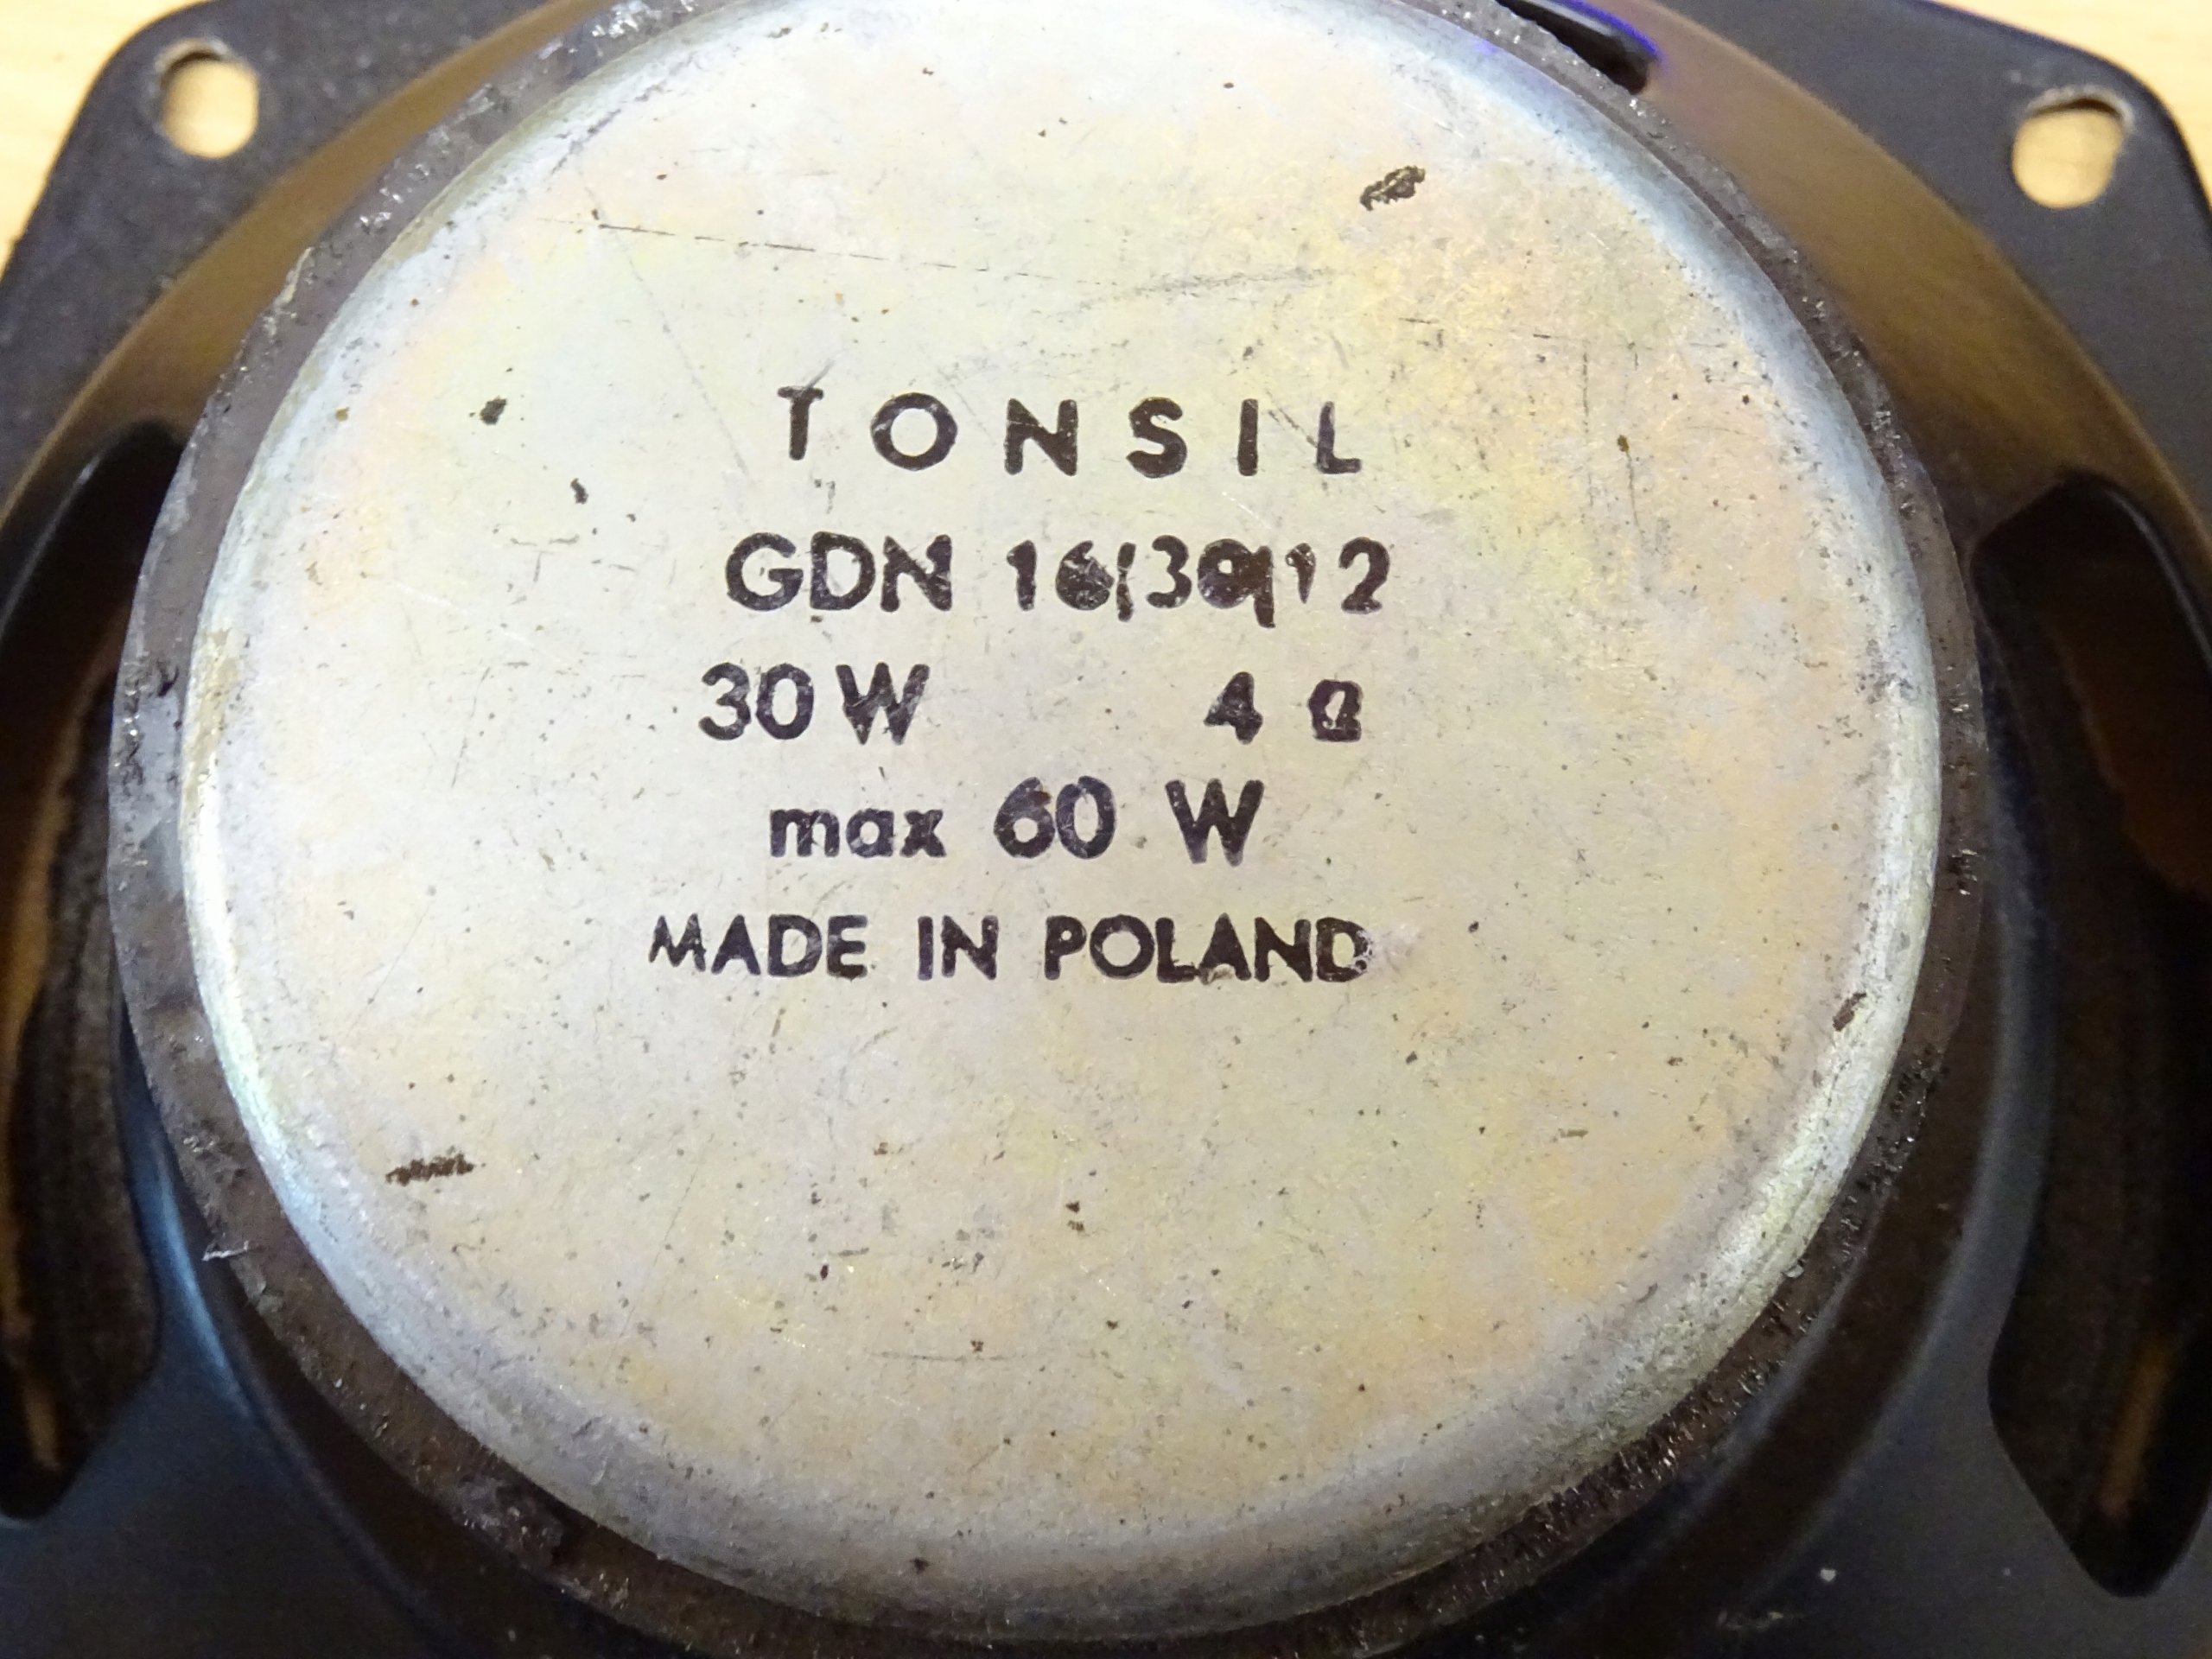 TONSIL
GDN 16/30/12
30 W 4 Ω
max 60 W
MADE IN POLAND